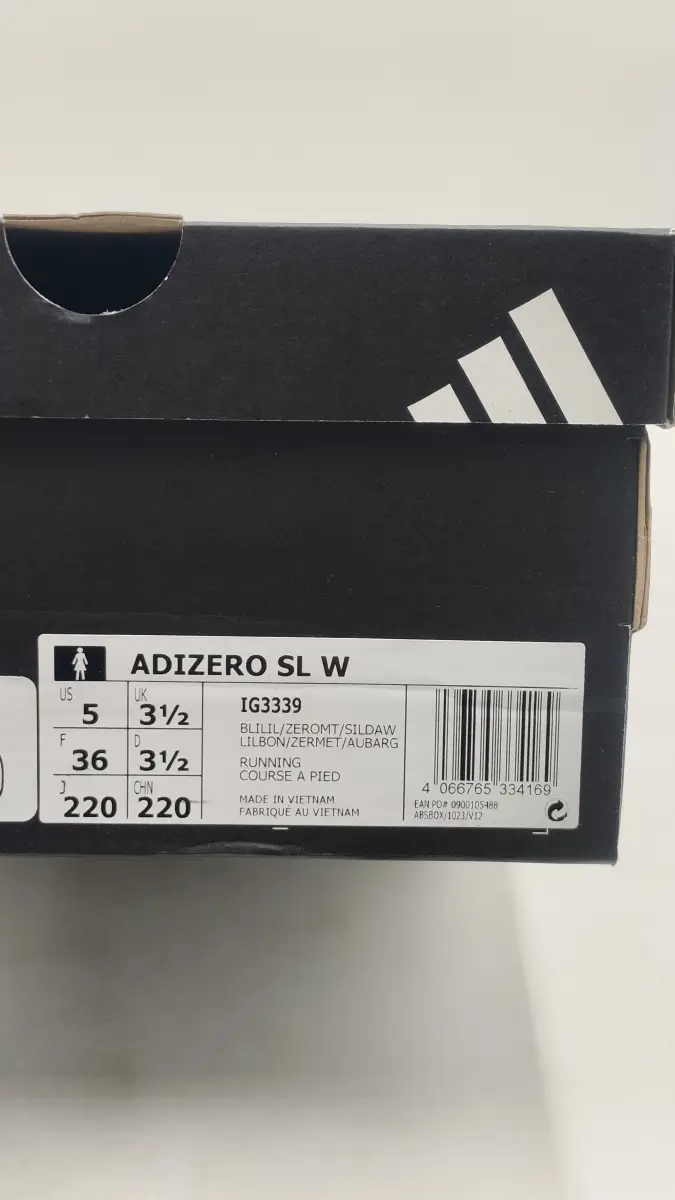 ADIZERO SL W
US 5 UK 3½
F 36 D 3½
J 220 CHN 220
IG3339
BLILIL/ZEROMT/SILDAW
LILBON/ZERMET/AUBARG
RUNNING
COURSE A PIED
MADE IN VIETNAM
FABRIQUÉ AU VIETNAM
4 066765 334169
EAN PO# 0900105488
ABSBOX/1023/V12